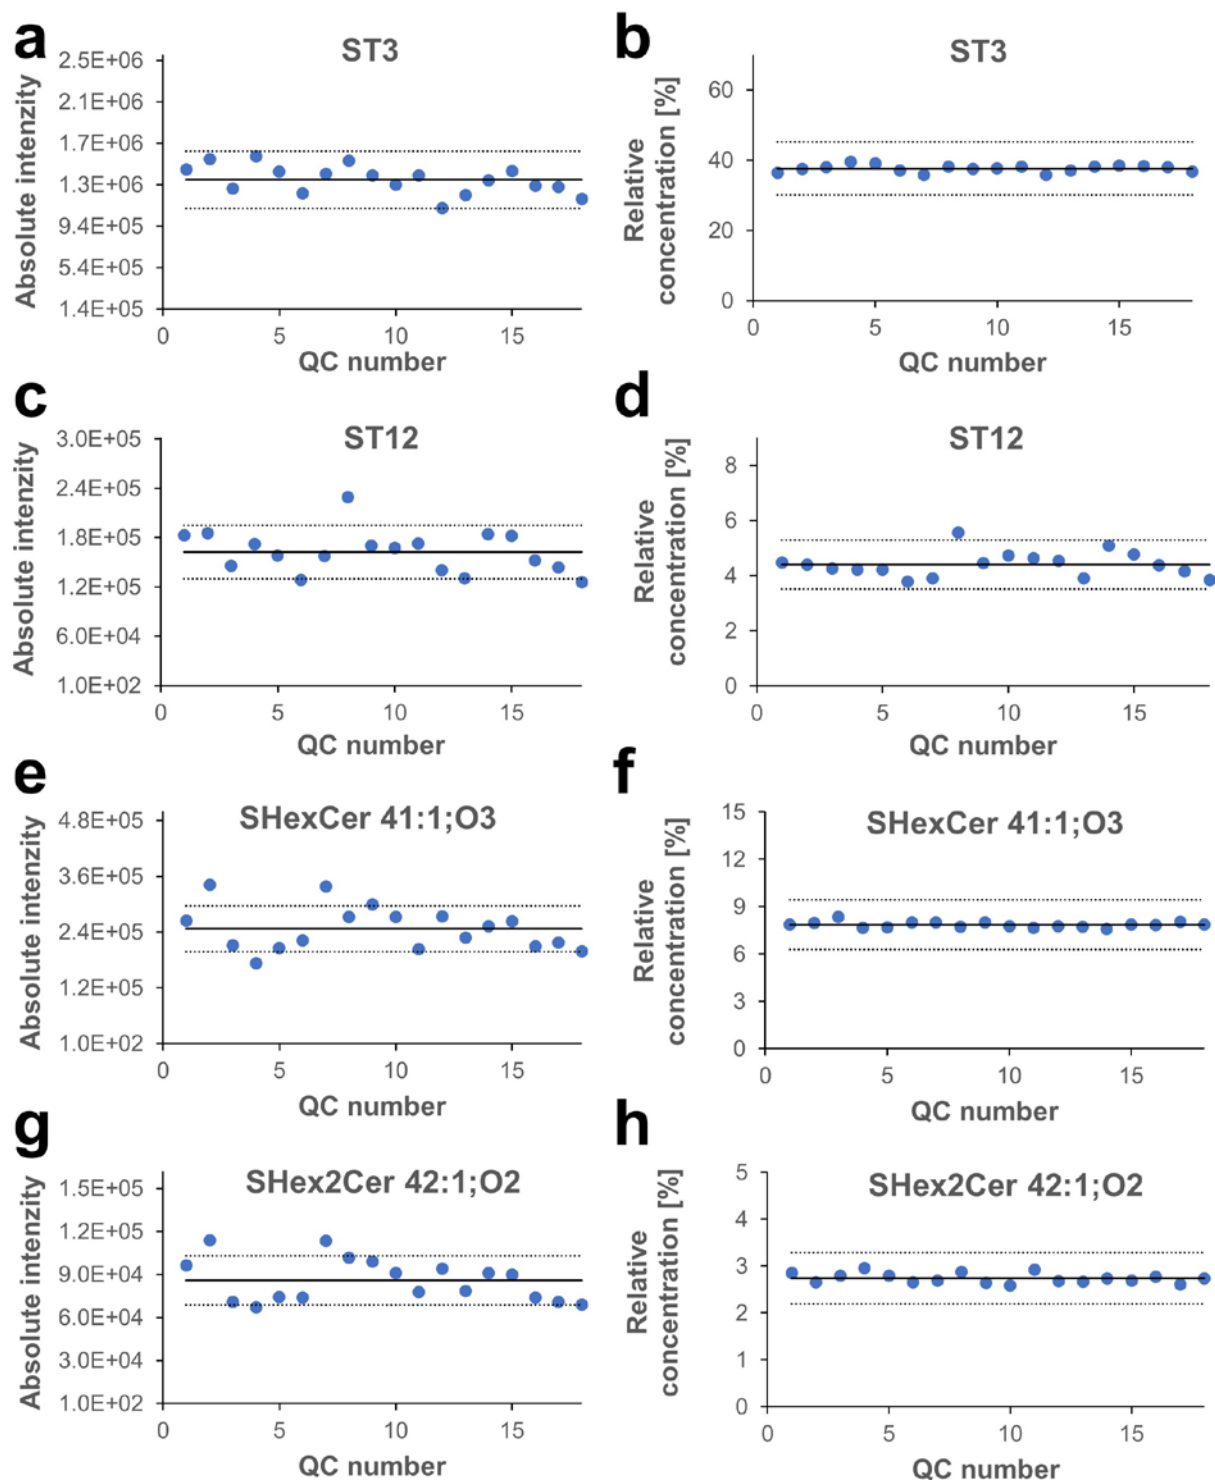 a
ST3
Absolute intenzity
2.5E+06
2.1E+06
1.7E+06
1.3E+06
9.4E+05
5.4E+05
1.4E+05
0 5 10 15
QC number
b
ST3
Relative
concentration [%]
60
40
20
0
0 5 10 15
QC number
c
ST12
Absolute intenzity
3.0E+05
2.4E+05
1.8E+05
1.2E+05
6.0E+04
1.0E+02
0 5 10 15
QC number
d
ST12
Relative
concentration [%]
8
6
4
2
0
0 5 10 15
QC number
e
SHexCer 41:1;O3
Absolute intenzity
4.8E+05
3.6E+05
2.4E+05
1.2E+05
1.0E+02
0 5 10 15
QC number
f
SHexCer 41:1;O3
Relative
concentration [%]
15
12
9
6
3
0
0 5 10 15
QC number
g
SHex2Cer 42:1;O2
Absolute intenzity
1.5E+05
1.2E+05
9.0E+04
6.0E+04
3.0E+04
1.0E+02
0 5 10 15
QC number
h
SHex2Cer 42:1;O2
Relative
concentration [%]
5
4
3
2
1
0
0 5 10 15
QC number